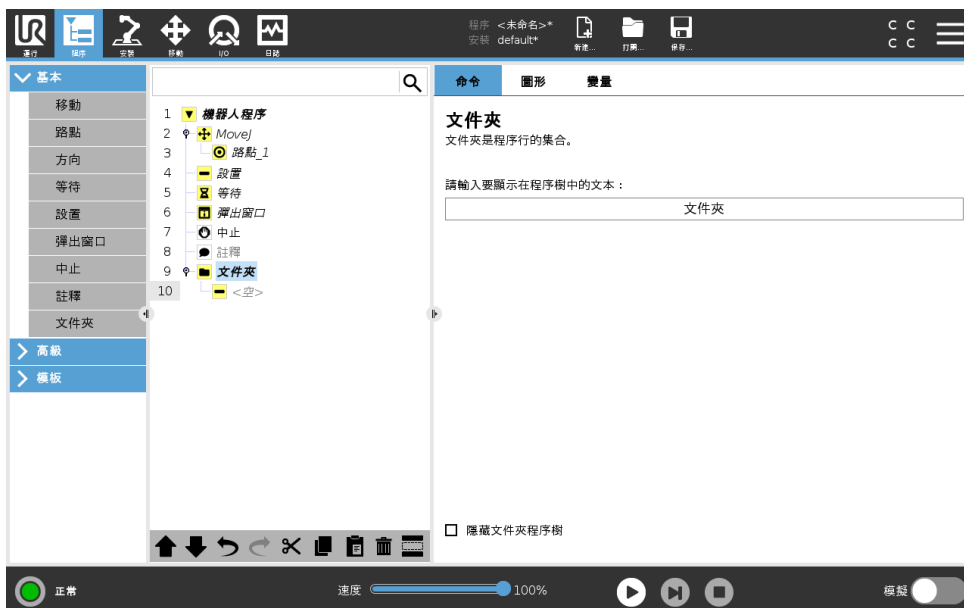 UR
運行
程序
安裝
移動
I/O
日誌
程序 <未命名>*
安裝 default*
新建...
打開...
保存...
C C
C C
基本
移動
路點
方向
等待
設置
彈出窗口
中止
註釋
文件夾
高級
模板
1 機器人程序
2 MoveJ
3 路點_1
4 設置
5 等待
6 彈出窗口
7 中止
8 註釋
9 文件夾
10 <空>
命令 圖形 變量
文件夾
文件夾是程序行的集合。
請輸入要顯示在程序樹中的文本：
文件夾
隱藏文件夾程序樹
正常
速度 100%
模擬